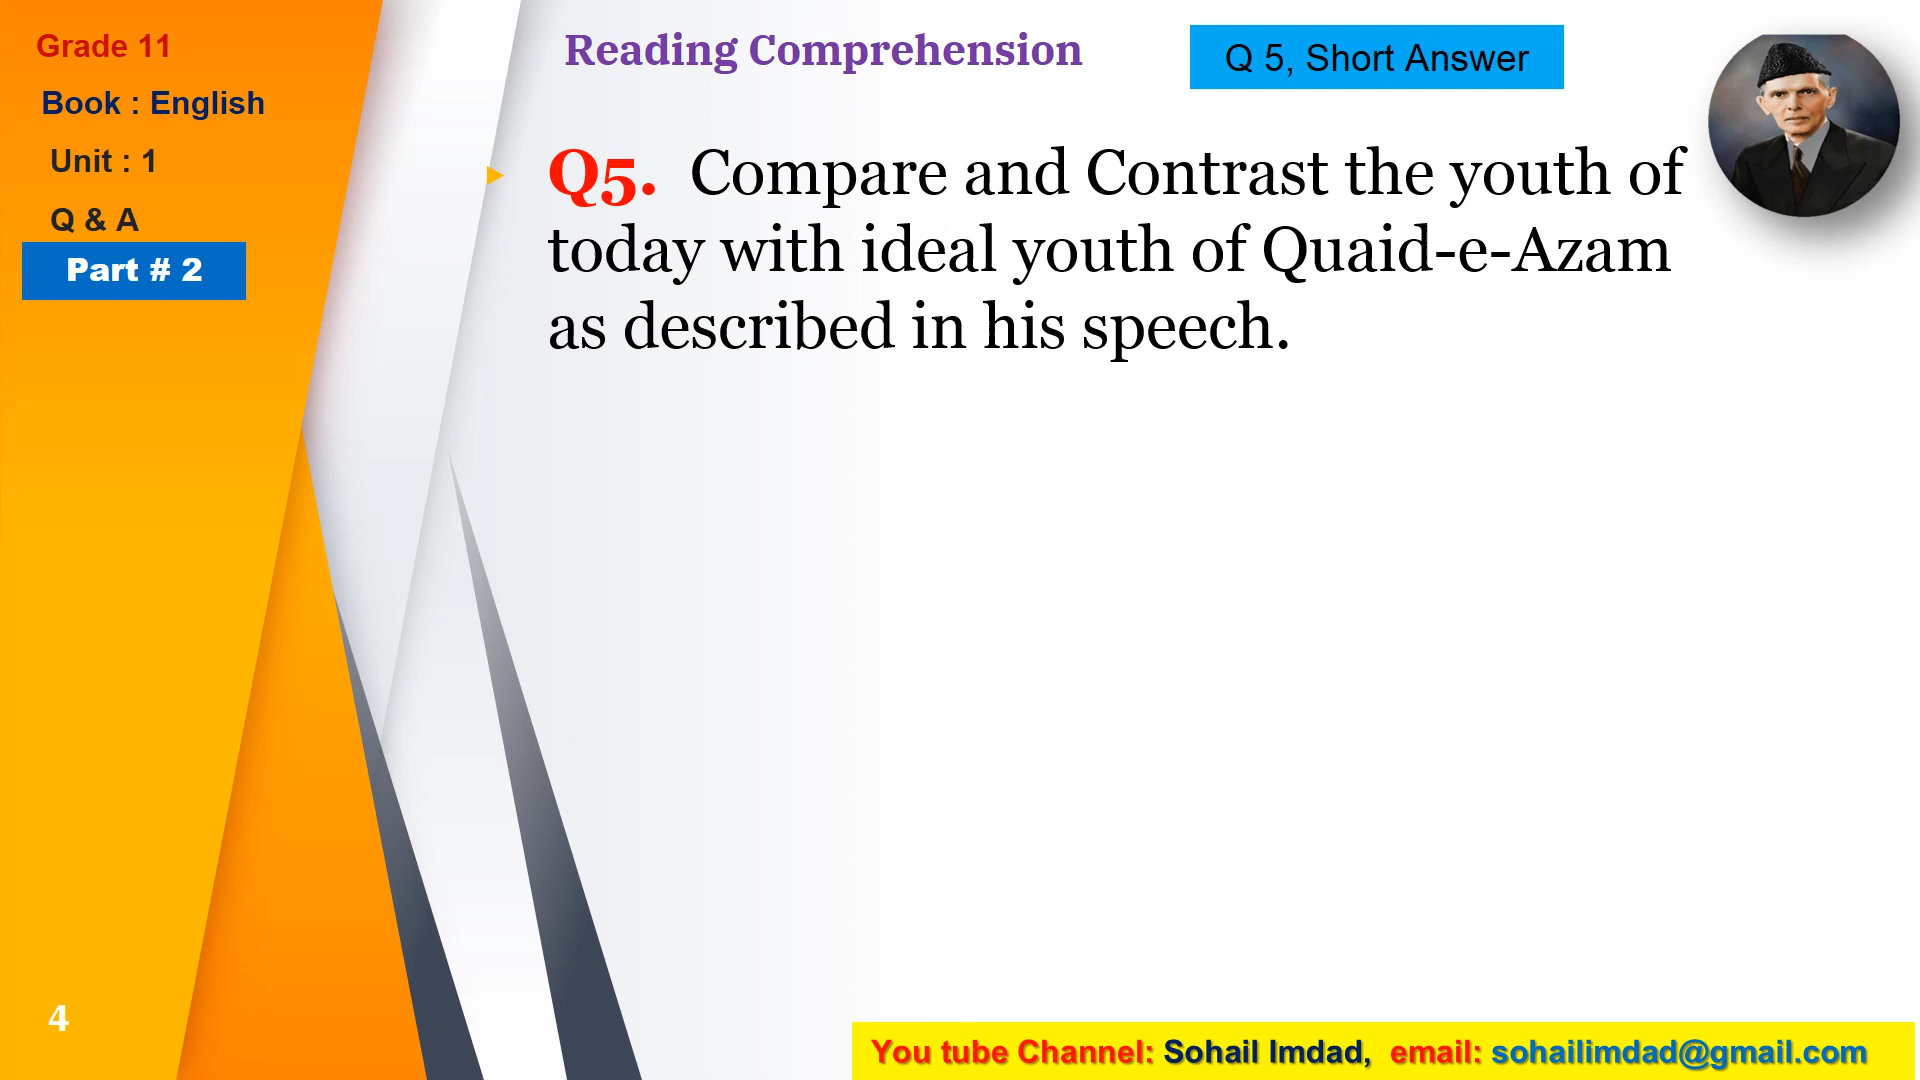 Grade 11
Book : English
Unit : 1
Q & A
Part # 2
Reading Comprehension
Q 5, Short Answer
Q5. Compare and Contrast the youth of
today with ideal youth of Quaid-e-Azam
as described in his speech.
4
You tube Channel: Sohail Imdad, email: sohailimdad@gmail.com